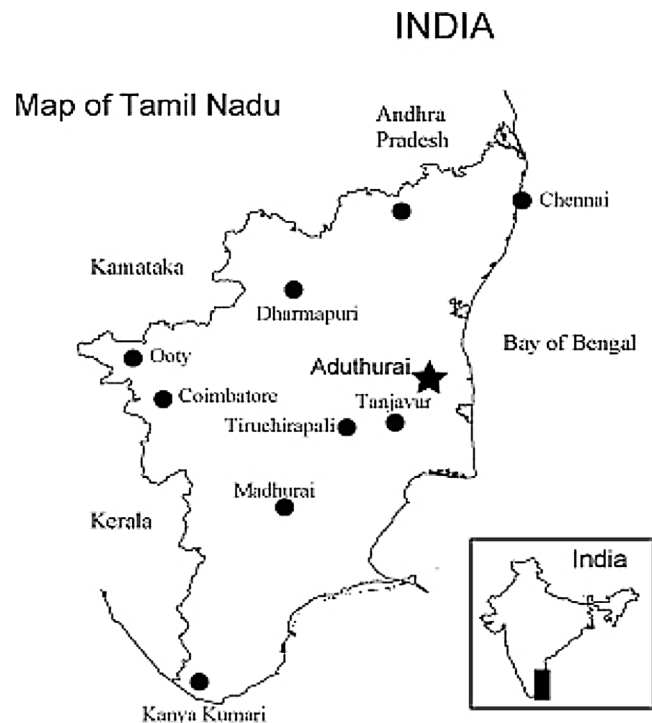 INDIA
Map of Tamil Nadu
Andhra
Pradesh
Chennai
Kamataka
Dharmapuri
Bay of Bengal
Ooty
Aduthurai
Coimbatore
Tanjavur
Tiruchirapali
Madhurai
Kerala
India
Kanya Kumari